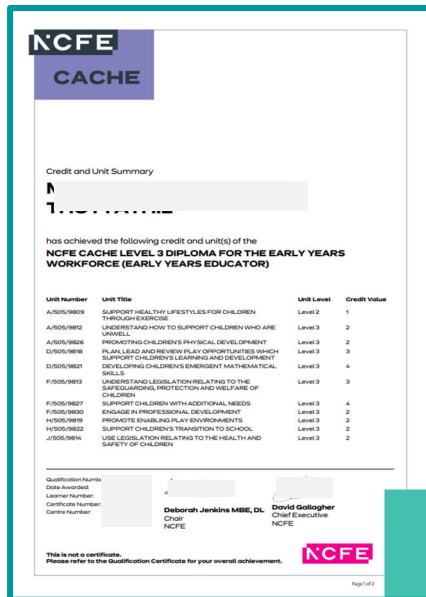 NCFE
CACHE
Credit and Unit Summary
has achieved the following credit and unit(s) of the
NCFE CACHE LEVEL 3 DIPLOMA FOR THE EARLY YEARS
WORKFORCE (EARLY YEARS EDUCATOR)
Unit Number Unit Title Unit Level Credit Value
A/505/9809 SUPPORT HEALTHY LIFESTYLES FOR CHILDREN Level 2 1
THROUGH EXERCISE
A/505/9812 UNDERSTAND HOW TO SUPPORT CHILDREN WHO ARE Level 3 2
UNWELL
A/505/9826 PROMOTING CHILDREN'S PHYSICAL DEVELOPMENT Level 3 2
D/505/9818 PLAN, LEAD AND REVIEW PLAY OPPORTUNITIES WHICH Level 3 3
SUPPORT CHILDREN'S LEARNING AND DEVELOPMENT
D/505/9821 DEVELOPING CHILDREN'S EMERGENT MATHEMATICAL Level 3 4
SKILLS
F/505/9813 UNDERSTAND LEGISLATION RELATING TO THE Level 3 3
SAFEGUARDING, PROTECTION AND WELFARE OF
CHILDREN
F/505/9827 SUPPORT CHILDREN WITH ADDITIONAL NEEDS Level 3 4
F/505/9830 ENGAGE IN PROFESSIONAL DEVELOPMENT Level 3 2
H/505/9819 PROMOTE ENABLING PLAY ENVIRONMENTS Level 3 2
H/505/9822 SUPPORT CHILDREN'S TRANSITION TO SCHOOL Level 3 2
J/505/9814 USE LEGISLATION RELATING TO THE HEALTH AND Level 3 2
SAFETY OF CHILDREN
Qualification Numb
Date Awarded:
Learner Number:
Certificate Number:
Centre Number:
Deborah Jenkins MBE, DL
Chair
NCFE
David Gallagher
Chief Executive
NCFE
This is not a certificate.
Please refer to the Qualification Certificate for your overall achievement.
NCFE
Page 1 of 2